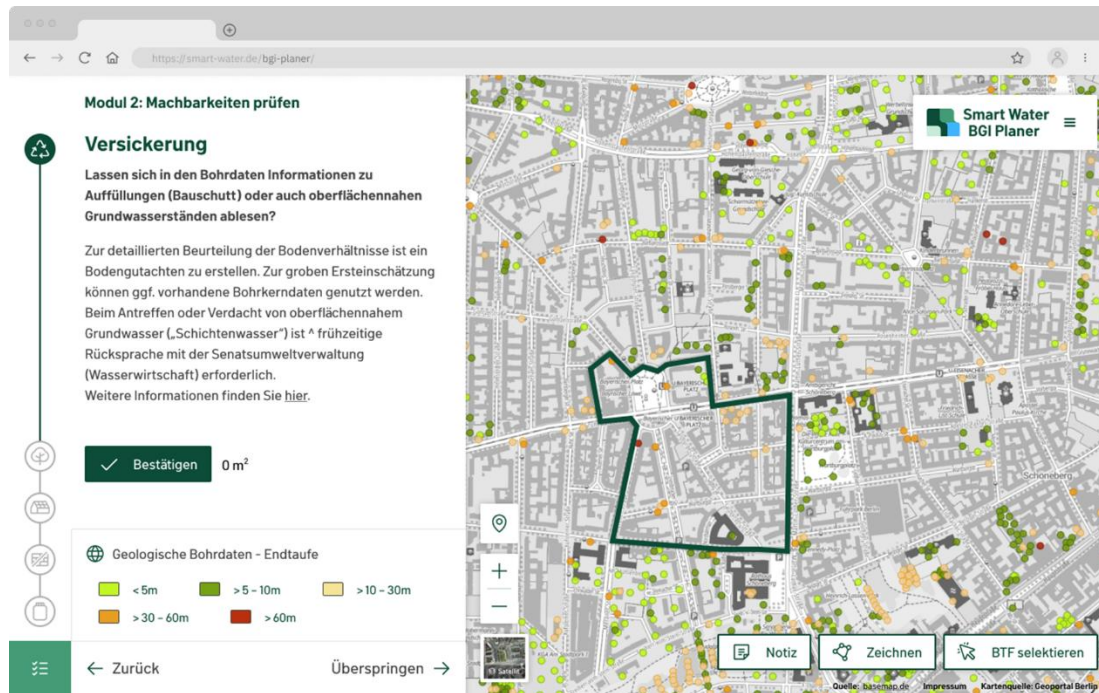 https://smart-water.de/bgi-planer/
Modul 2: Machbarkeiten prüfen
Versickerung
Lassen sich in den Bohrdaten Informationen zu
Auffüllungen (Bauschutt) oder auch oberflächennahen
Grundwasserständen ablesen?
Zur detaillierten Beurteilung der Bodenverhältnisse ist ein
Bodengutachten zu erstellen. Zur groben Ersteinschätzung
können ggf. vorhandene Bohrkerndaten genutzt werden.
Beim Antreffen oder Verdacht von oberflächennahem
Grundwasser („Schichtenwasser“) ist ^ frühzeitige
Rücksprache mit der Senatsumweltverwaltung
(Wasserwirtschaft) erforderlich.
Weitere Informationen finden Sie hier.
Bestätigen 0 m²
Geologische Bohrdaten - Endtaufe
< 5m > 5 – 10m > 10 – 30m
> 30 – 60m > 60m
← Zurück Überspringen →
Smart Water
BGI Planer
Bayerischer Platz
U BAYERISCHER
PLATZ
EISENACHER
Schöneberg
Satellit
Notiz Zeichnen BTF selektieren
Quelle: basemap.de Impressum Kartenquelle: Geoportal Berlin